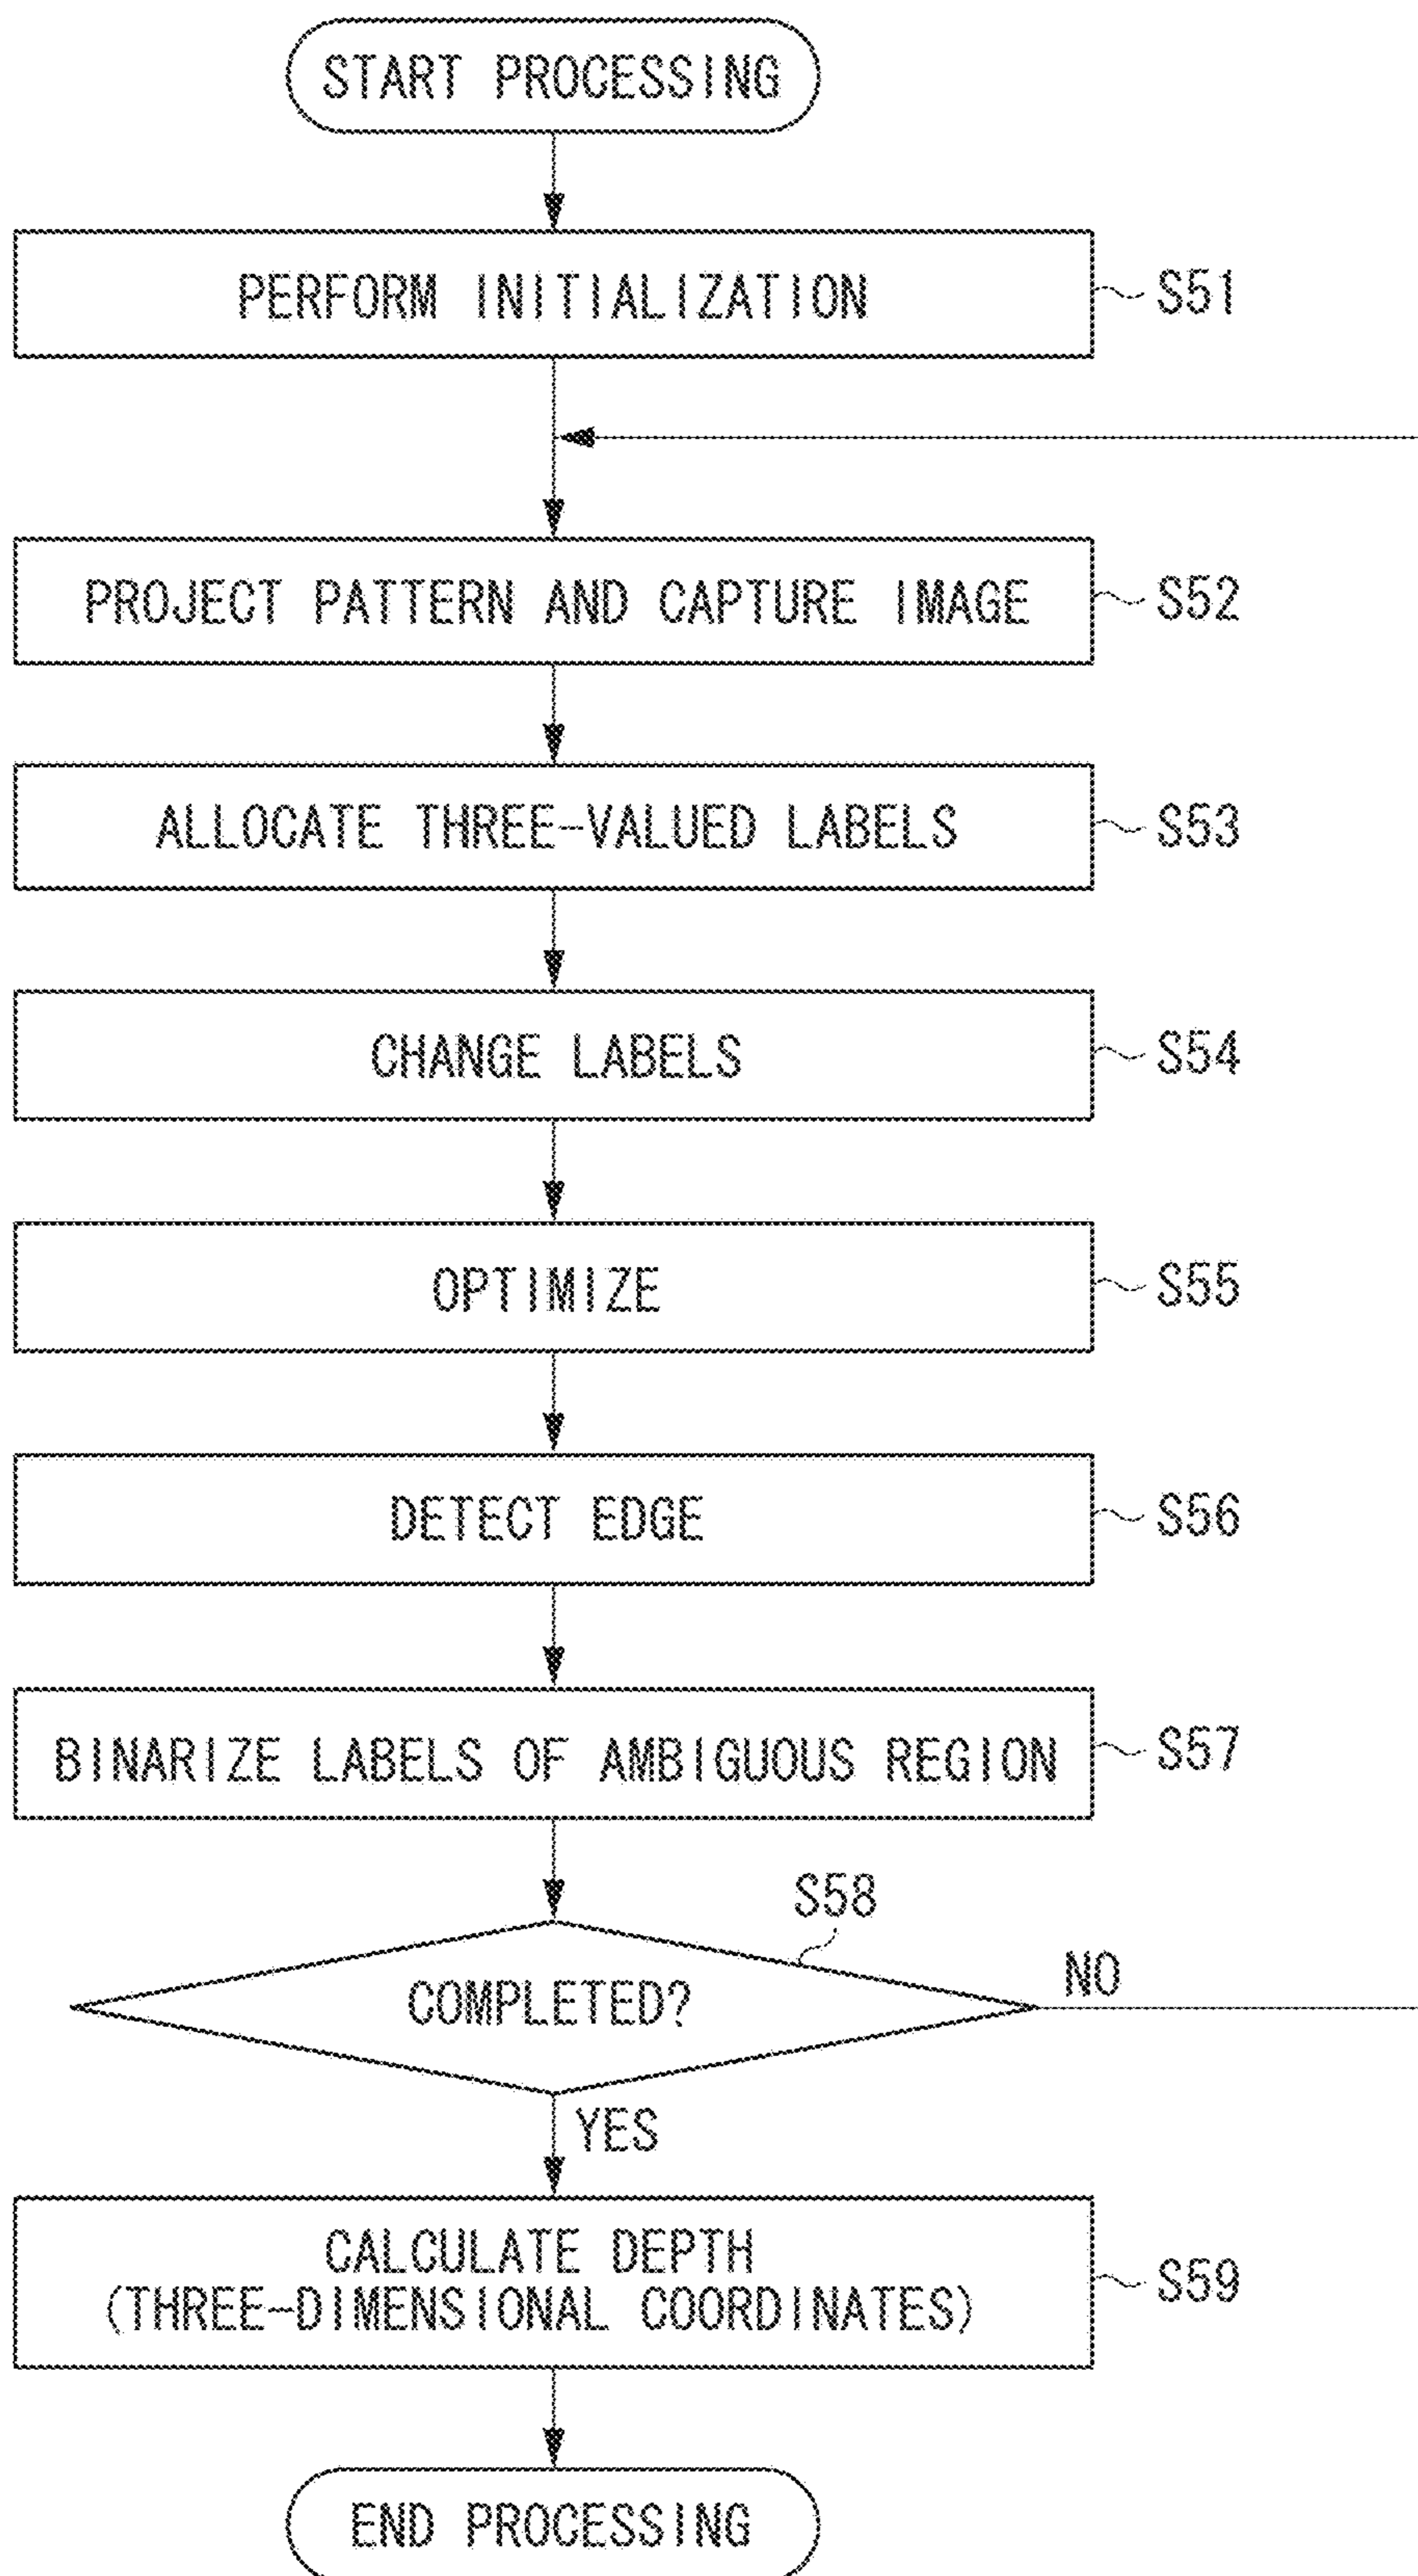 START PROCESSING
PERFORM INITIALIZATION
S51
PROJECT PATTERN AND CAPTURE IMAGE
S52
ALLOCATE THREE-VALUED LABELS
S53
CHANGE LABELS
S54
OPTIMIZE
S55
DETECT EDGE
S56
BINARIZE LABELS OF AMBIGUOUS REGION
S57
S58
COMPLETED?
NO
YES
CALCULATE DEPTH
(THREE-DIMENSIONAL COORDINATES)
S59
END PROCESSING